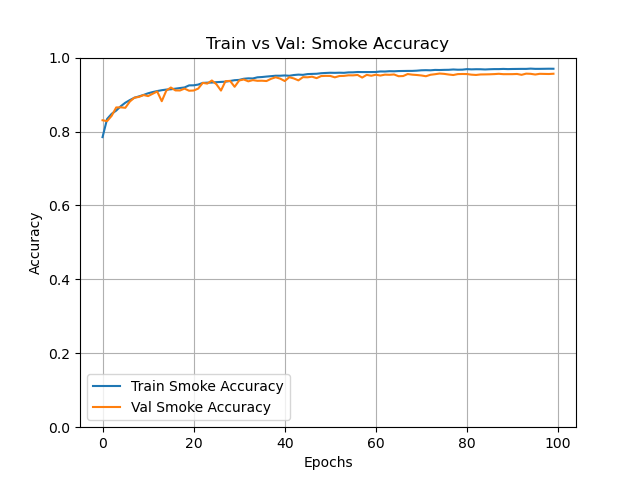 Train vs Val: Smoke Accuracy
1.0
0.8
0.6
0.4
0.2
0.0
Accuracy
Train Smoke Accuracy
Val Smoke Accuracy
0 20 40 60 80 100
Epochs